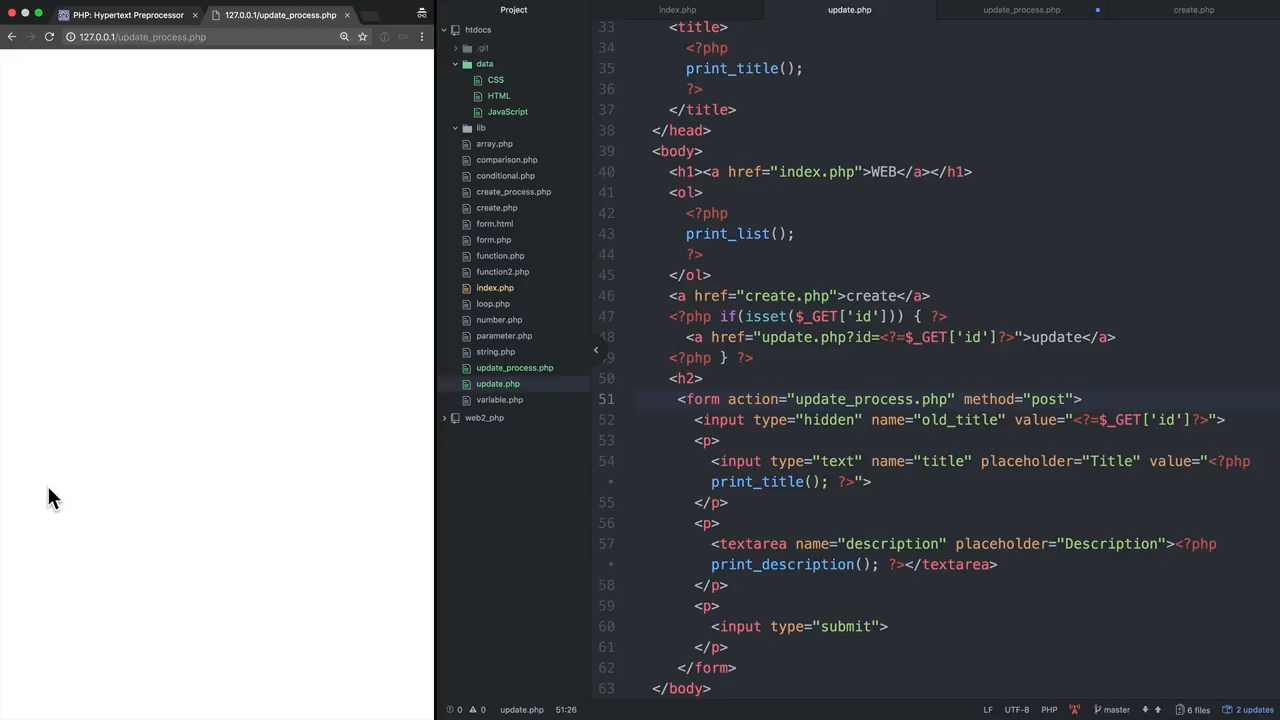 PHP: Hypertext Preprocessor
127.0.0.1/update_process.php
127.0.0.1/update_process.php
Project
htdocs
.git
data
CSS
HTML
JavaScript
lib
array.php
comparison.php
conditional.php
create_process.php
create.php
form.html
form.php
function.php
function2.php
index.php
loop.php
number.php
parameter.php
string.php
update_process.php
update.php
variable.php
web2_php
index.php
update.php
update_process.php
create.php
33 <title>
34 <?php
35 print_title();
36 ?>
37 </title>
38 </head>
39 <body>
40 <h1><a href="index.php">WEB</a></h1>
41 <ol>
42 <?php
43 print_list();
44 ?>
45 </ol>
46 <a href="create.php">create</a>
47 <?php if(isset($_GET['id'])) { ?>
48 <a href="update.php?id=<?=$_GET['id']?>">update</a>
49 <?php } ?>
50 <h2>
51 <form action="update_process.php" method="post">
52 <input type="hidden" name="old_title" value="<?=$_GET['id']?>">
53 <p>
54 <input type="text" name="title" placeholder="Title" value="<?php
• print_title(); ?>">
55 </p>
56 <p>
57 <textarea name="description" placeholder="Description"><?php
• print_description(); ?></textarea>
58 </p>
59 <p>
60 <input type="submit">
61 </p>
62 </form>
63 </body>
0 0 update.php 51:26
LF UTF-8 PHP master 6 files 2 updates